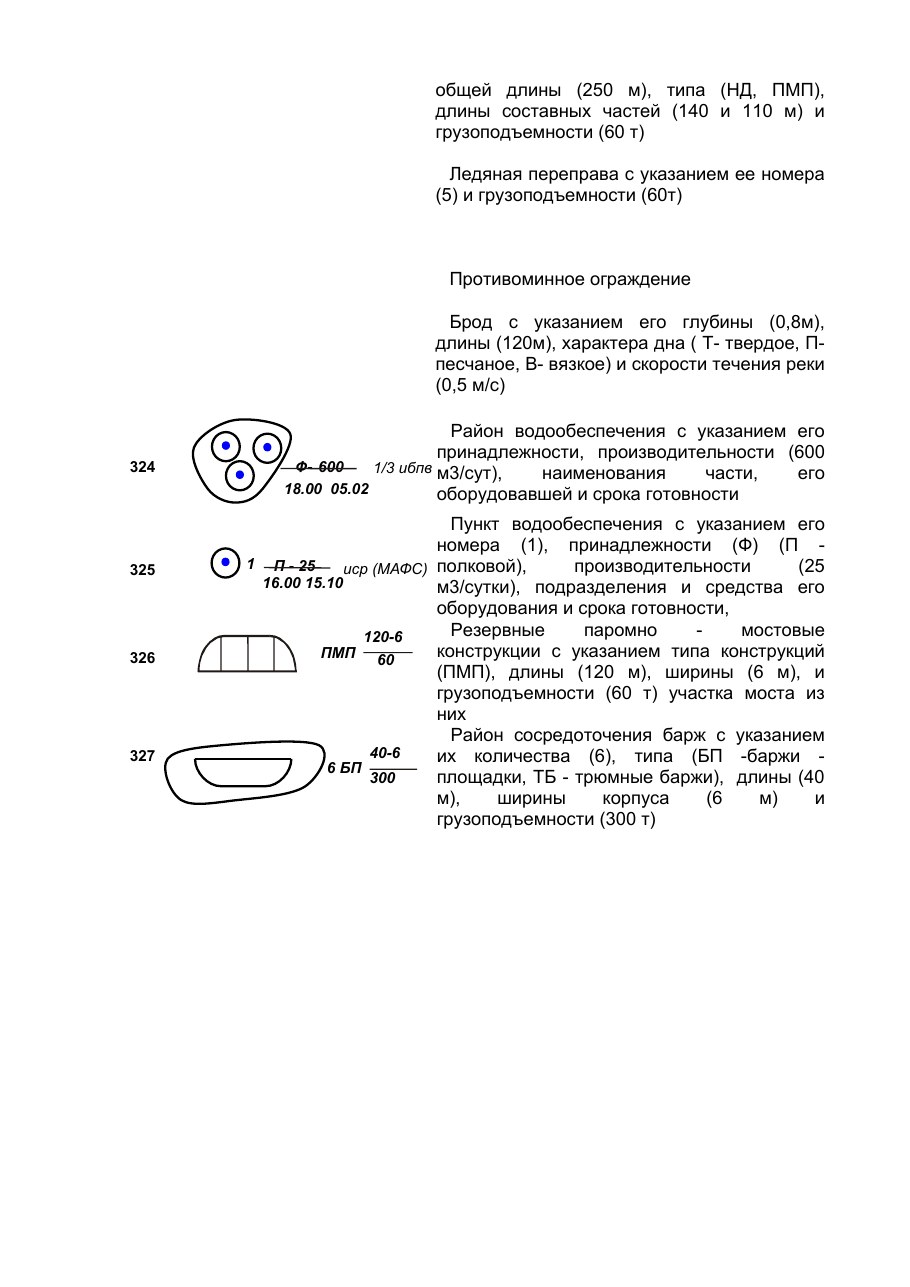 общей длины (250 м), типа (НД, ПМП),
длины составных частей (140 и 110 м) и
грузоподъемности (60 т)
Ледяная переправа с указанием ее номера
(5) и грузоподъемности (60т)
Противоминное ограждение
Брод с указанием его глубины (0,8м),
длины (120м), характера дна ( Т- твердое, П-
песчаное, В- вязкое) и скорости течения реки
(0,5 м/с)
324
Ф- 600
1/3 ибпв
18.00 05.02
Район водообеспечения с указанием его
принадлежности, производительности (600
м3/сут), наименования части, его
оборудовавшей и срока готовности
325
1
П - 25
иср (МАФС)
16.00 15.10
Пункт водообеспечения с указанием его
номера (1), принадлежности (Ф) (П -
полковой), производительности (25
м3/сутки), подразделения и средства его
оборудования и срока готовности,
326
ПМП
120-6
60
Резервные паромно - мостовые
конструкции с указанием типа конструкций
(ПМП), длины (120 м), ширины (6 м), и
грузоподъемности (60 т) участка моста из
них
327
6 БП
40-6
300
Район сосредоточения барж с указанием
их количества (6), типа (БП -баржи -
площадки, ТБ - трюмные баржи), длины (40
м), ширины корпуса (6 м) и
грузоподъемности (300 т)